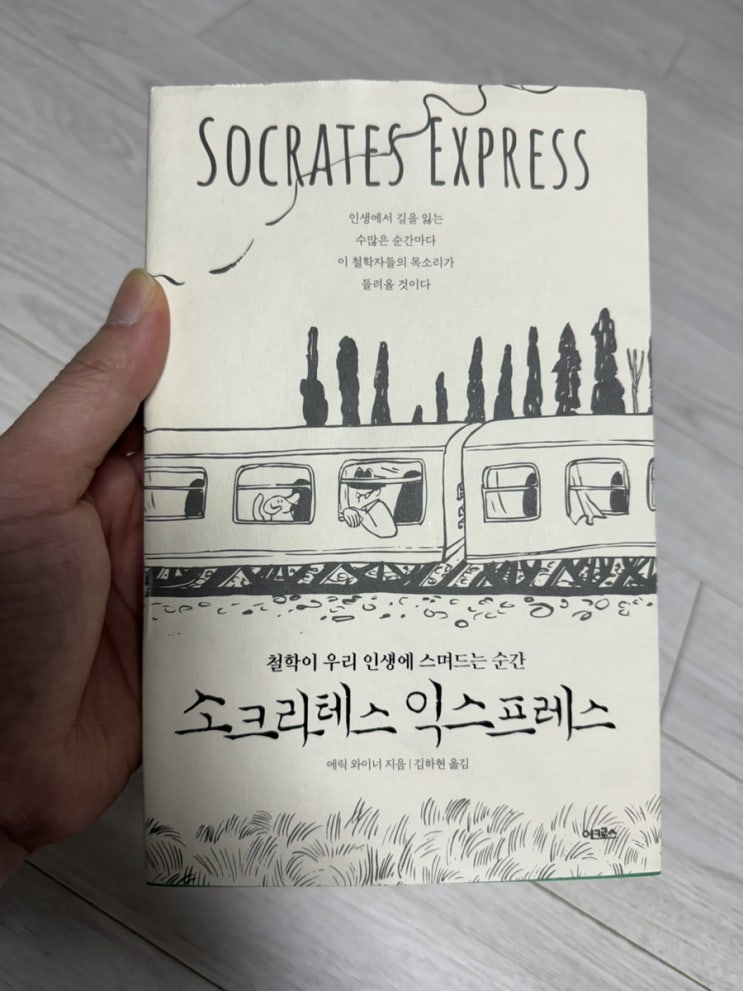 SOCRATES EXPRESS
인생에서 길을 잃는
수많은 순간마다
이 철학자들의 목소리가
들려올 것이다
철학이 우리 인생에 스며드는 순간
소크라테스 익스프레스
에릭 와이너 지음 | 김하현 옮김
어크로스